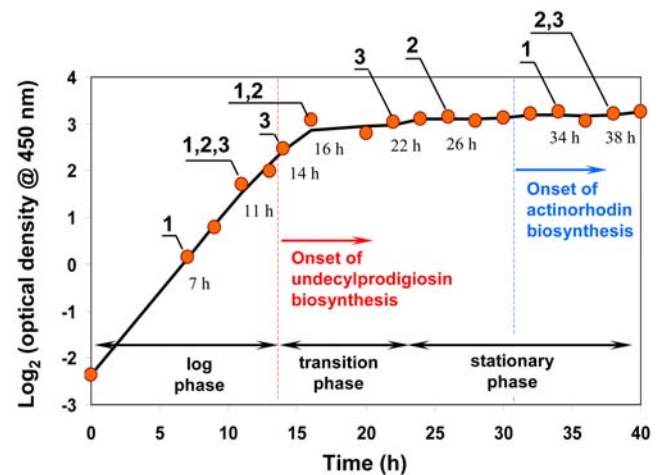 4
3
2
1
0
-1
-2
-3
Log2 (optical density @ 450 nm)
1
1,2,3
3
1,2
3
2
1
2,3
7 h
11 h
14 h
16 h
22 h
26 h
34 h
38 h
Onset of
undecylprodigiosin
biosynthesis
Onset of
actinorhodin
biosynthesis
log
phase
transition
phase
stationary
phase
0
5
10
15
20
25
30
35
40
Time (h)